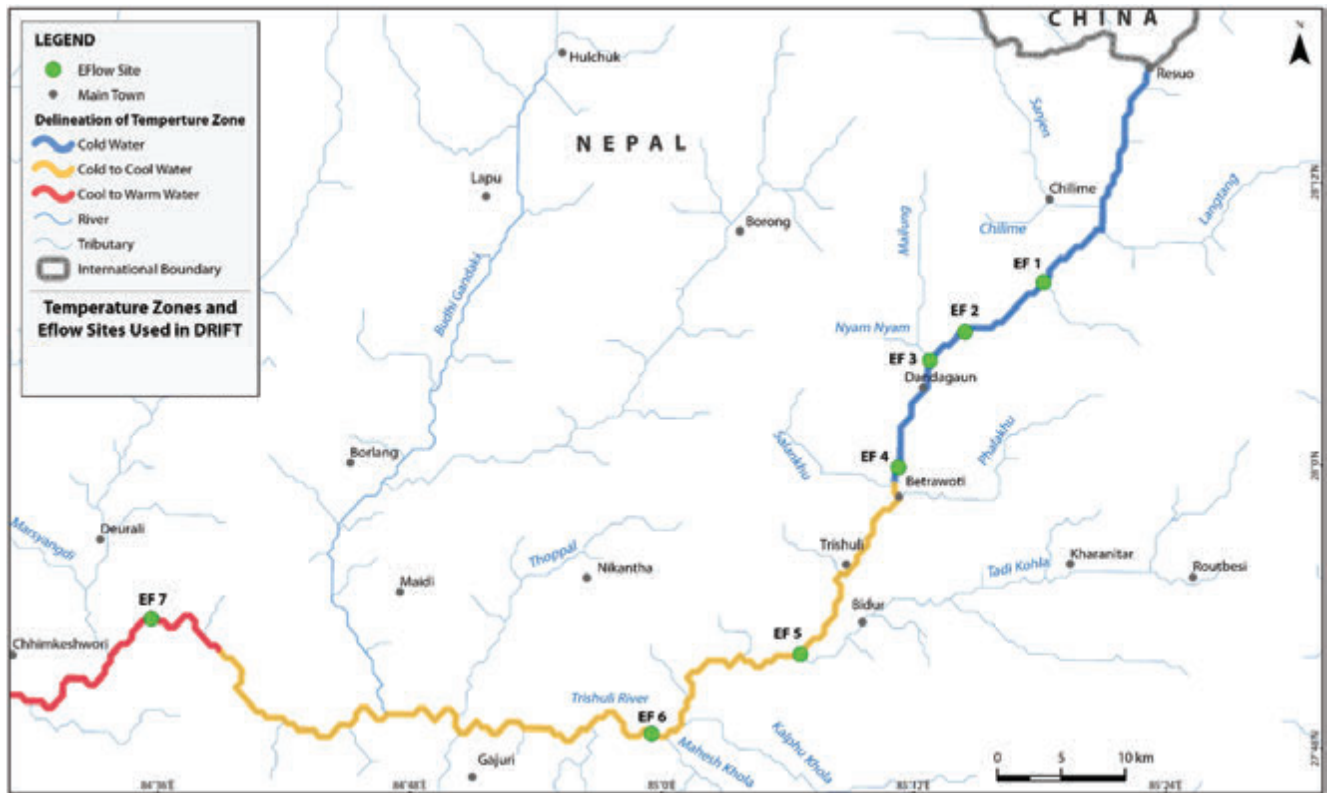 LEGEND
EFlow Site
Main Town
Delineation of Temperture Zone
Cold Water
Cold to Cool Water
Cool to Warm Water
River
Tributary
International Boundary
Temperature Zones and
Eflow Sites Used in DRIFT
CHINA
NEPAL
Hulchuk
Resuo
Sanjen
Lapu
Chilime
Langtang
28°12'N
Borong
Mailung
Chilime
Budhi Gandaki
EF 1
EF 2
Nyam Nyam
EF 3
Dandagaun
Salankhu
Phalakhu
EF 4
Borlang
Betrawoti
28°0'N
Marsyangdi
Deurali
Thoppal
Nikantha
Trishuli
Tadi Kohla
Kharanitar
Routbesi
Maidi
EF 7
Bidur
Chhimkeshwori
EF 5
Trishuli River
EF 6
Mahesh Khola
Kalphu Khola
27°48'N
Gajuri
0 5 10 km
84°36'E
84°48'E
85°0'E
85°12'E
85°24'E